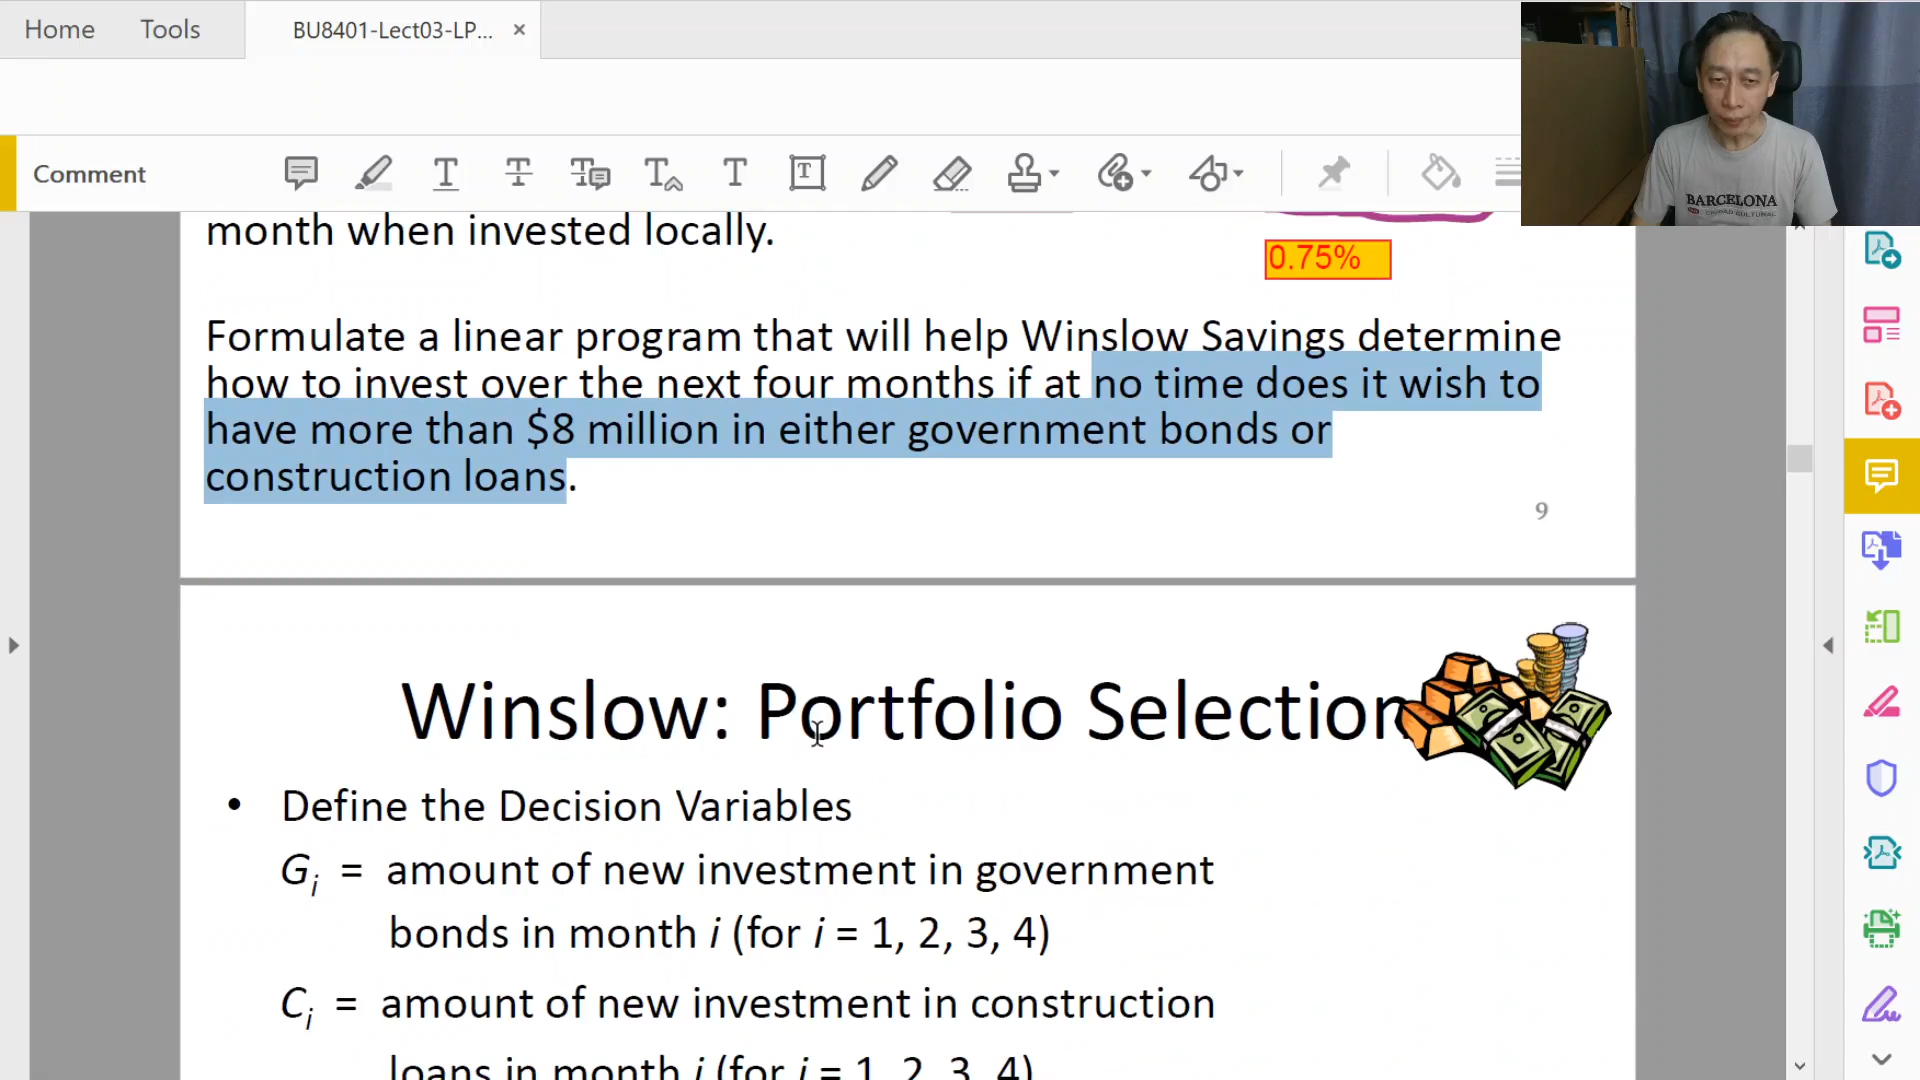 Home
Tools
BU8401-Lect03-LP...
Comment
month when invested locally.
0.75%
Formulate a linear program that will help Winslow Savings determine
how to invest over the next four months if at no time does it wish to
have more than $8 million in either government bonds or
construction loans.
9
Winslow: Portfolio Selection
• Define the Decision Variables
Gi = amount of new investment in government
bonds in month i (for i = 1, 2, 3, 4)
Ci = amount of new investment in construction
loans in month i (for i = 1, 2, 3, 4)
BARCELONA